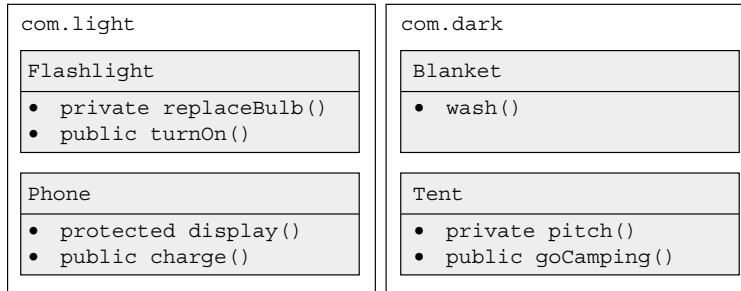 com.light
Flashlight
• private replaceBulb()
• public turnOn()
Phone
• protected display()
• public charge()
com.dark
Blanket
• wash()
Tent
• private pitch()
• public goCamping()